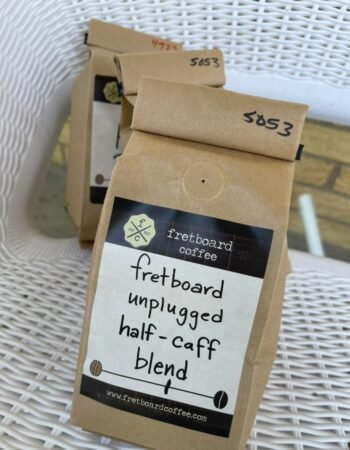 5053
5053
fretboard
coffee
fretboard
unplugged
half-caff
blend
www.fretboardcoffee.com